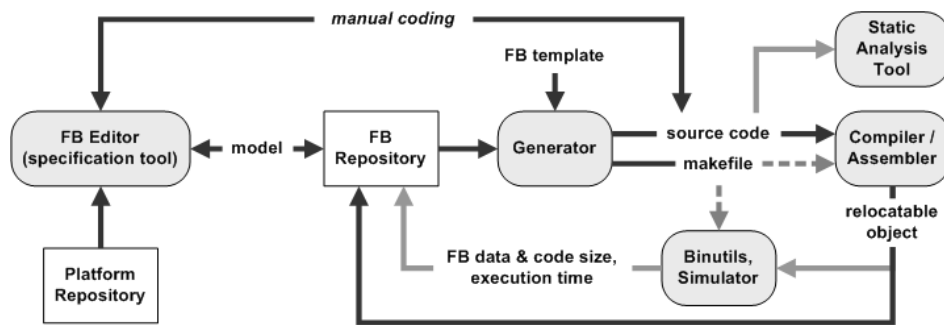 manual coding
Static
Analysis
Tool
FB template
FB Editor
(specification tool)
model
FB
Repository
Generator
source code
makefile
Compiler /
Assembler
relocatable
object
Platform
Repository
FB data & code size,
execution time
Binutils,
Simulator